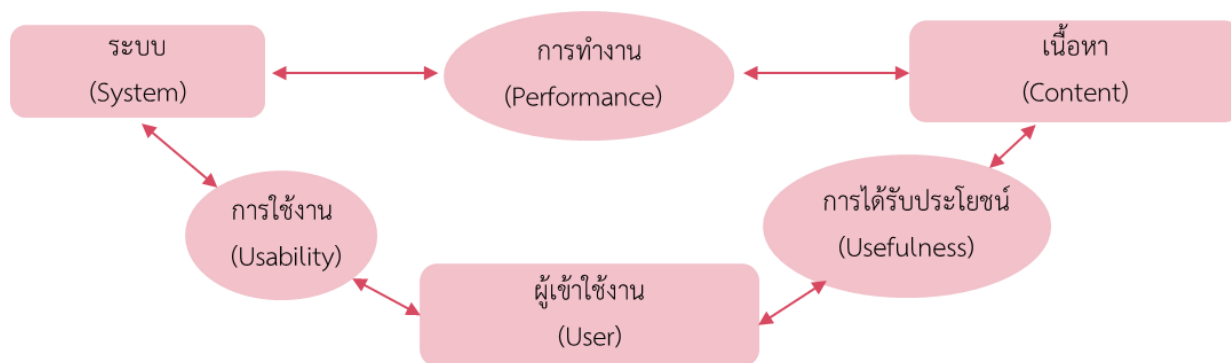 ระบบ
(System)
การทำงาน
(Performance)
เนื้อหา
(Content)
การใช้งาน
(Usability)
การได้รับประโยชน์
(Usefulness)
ผู้เข้าใช้งาน
(User)